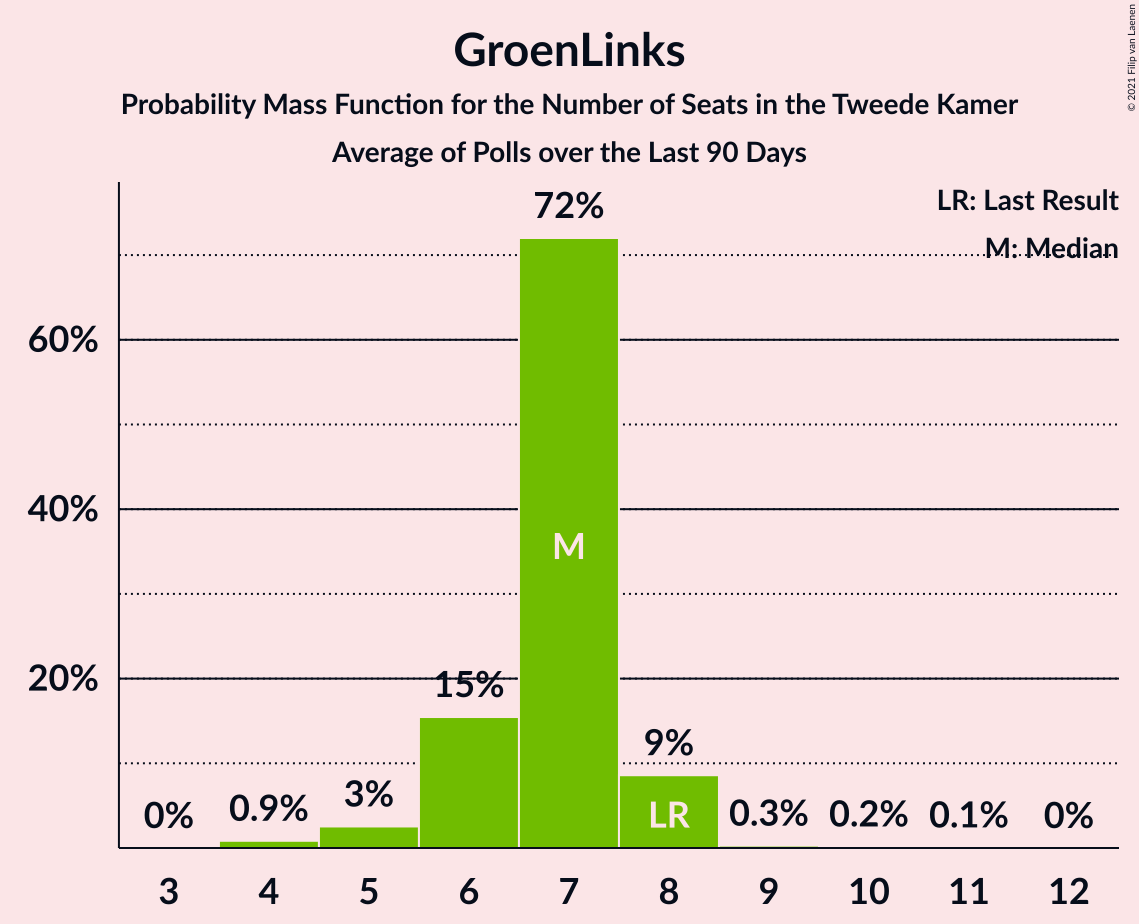 GroenLinks
Probability Mass Function for the Number of Seats in the Tweede Kamer
Average of Polls over the Last 90 Days
© 2021 Filip van Laenen
LR: Last Result
M: Median
60%
40%
20%
0%
0.9%
3%
15%
72%
9%
0.3%
0.2%
0.1%
0%
M
LR
3 4 5 6 7 8 9 10 11 12